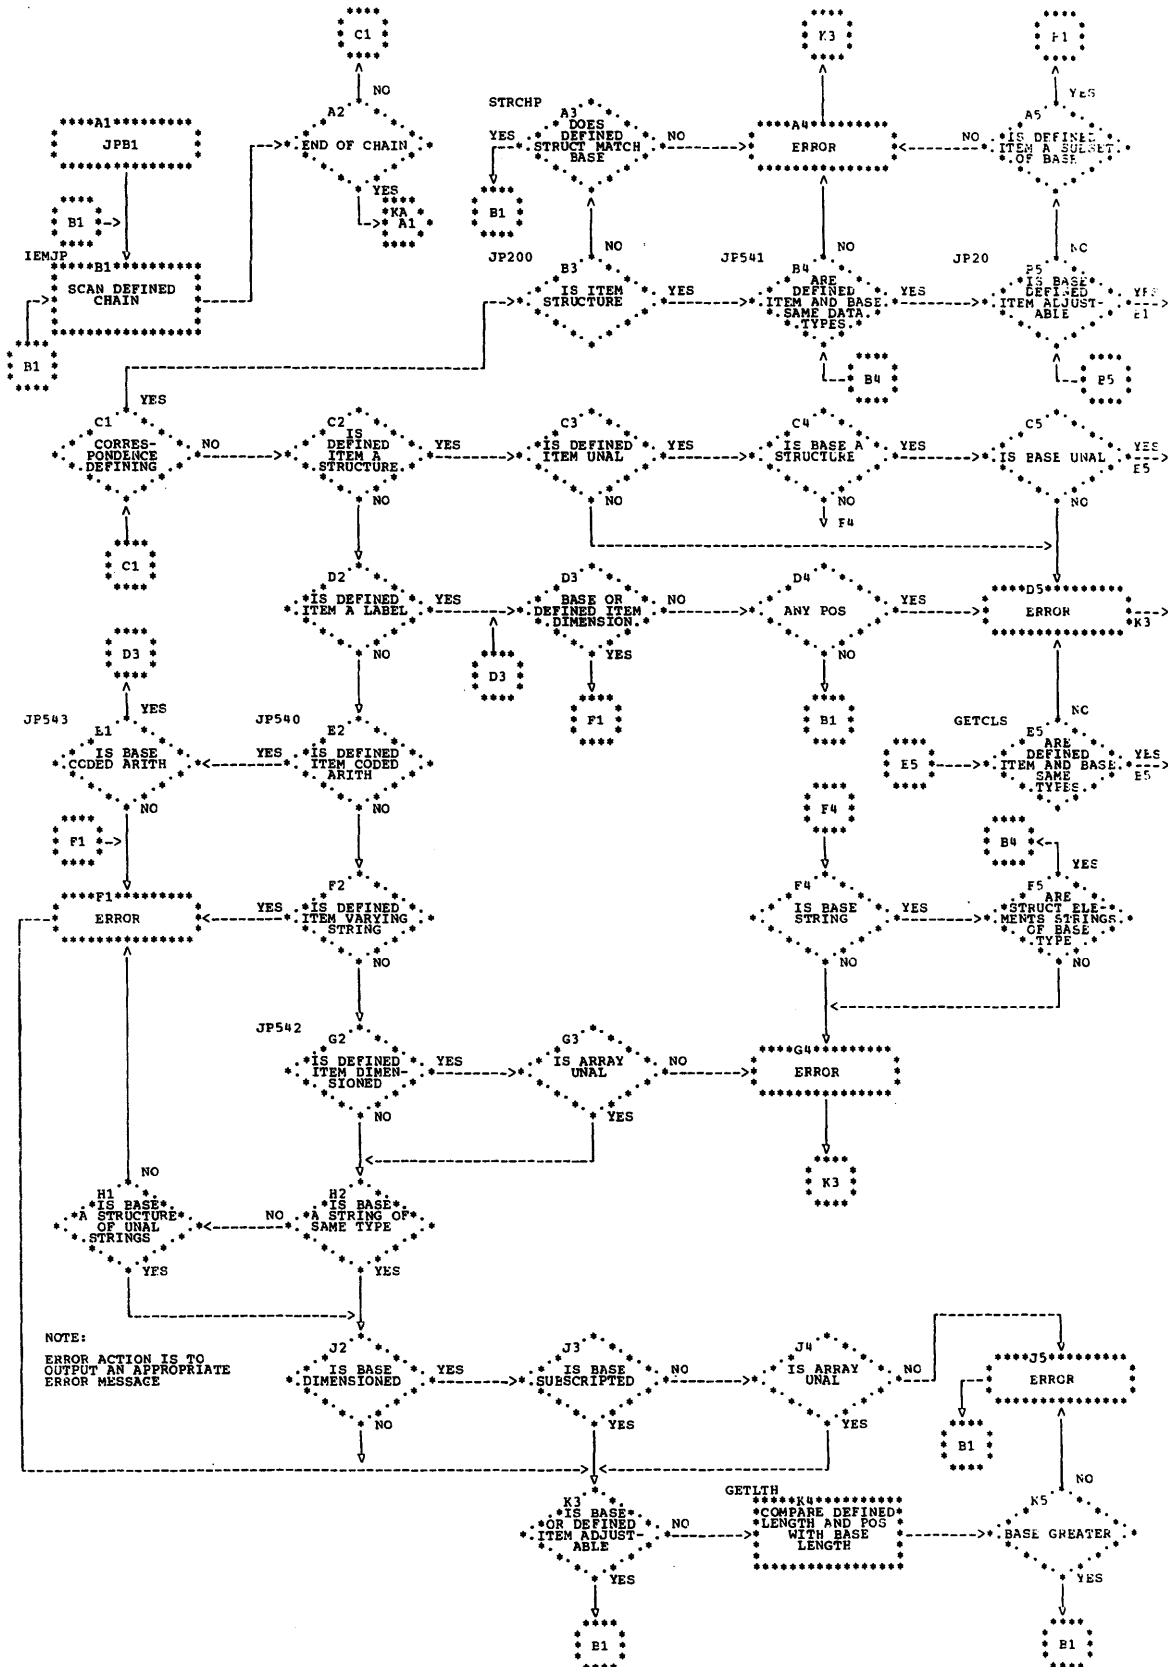 C1
K3
NO
YES
A2
END OF CHAIN
YES
KA
A1
STRCHP
A3
DOES
DEFINED
STRUCT MATCH
BASE
YES
NO
B1
A4
ERROR
A5
IS DEFINED
ITEM A SUBSET
OF BASE
NO
A1
JPB1
B1
IEMJP
B1
SCAN DEFINED
CHAIN
B1
JP200
NO
B3
IS ITEM
STRUCTURE
YES
JP541
NO
B4
ARE
DEFINED
ITEM AND BASE
SAME DATA
TYPES
YES
B4
JP20
IS BASE
DEFINED
ITEM ADJUST-
ABLE
YES
E1
YES
C1
CORRES-
PONDENCE
DEFINING
NO
C1
C2
IS
DEFINED
ITEM A
STRUCTURE
YES
NO
C3
IS DEFINED
ITEM UNAL
YES
NO
C4
IS BASE A
STRUCTURE
YES
NO
F4
C5
IS BASE UNAL
YES
E5
NO
D2
IS DEFINED
ITEM A LABEL
YES
NO
D3
D3
BASE OR
DEFINED ITEM
DIMENSION
NO
YES
F1
D4
ANY POS
YES
NO
B1
D5
ERROR
K3
D3
YES
JP543
E1
IS BASE
CODED ARITH
NO
JP540
E2
IS DEFINED
ITEM CODED
ARITH
YES
NO
GETCLS
E5
E5
ARE
DEFINED
ITEM AND BASE
SAME
TYPES
YES
F1
F1
ERROR
F2
IS DEFINED
ITEM VARYING
STRING
YES
NO
F4
F4
IS BASE
STRING
YES
NO
B4
YES
F5
ARE
STRUCT ELE-
MENTS STRINGS
OF BASE
TYPE
NO
JP542
G2
IS DEFINED
ITEM DIMEN-
SIONED
YES
NO
G3
IS ARRAY
UNAL
NO
YES
G4
ERROR
K3
NO
H1
IS BASE
A STRUCTURE
OF UNAL
STRINGS
YES
H2
IS BASE
A STRING OF
SAME TYPE
NO
YES
NOTE:
ERROR ACTION IS TO
OUTPUT AN APPROPRIATE
ERROR MESSAGE
J2
IS BASE
DIMENSIONED
YES
NO
J3
IS BASE
SUBSCRIPTED
NO
YES
J4
IS ARRAY
UNAL
NO
YES
J5
ERROR
B1
K3
IS BASE
OR DEFINED
ITEM ADJUST-
ABLE
NO
YES
B1
GETLTH
K4
COMPARE DEFINED
LENGTH AND POS
WITH BASE
LENGTH
NO
K5
BASE GREATER
YES
B1